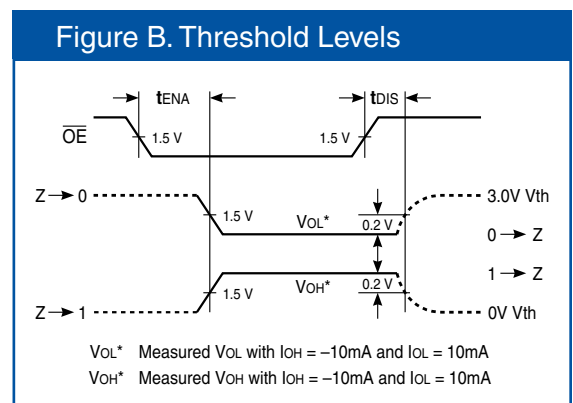 Figure B. Threshold Levels
tENA
tDIS
OE
1.5 V
1.5 V
Z → 0
3.0V Vth
1.5 V
VOL*
0.2 V
0 → Z
1 → Z
1.5 V
VOH*
0.2 V
Z → 1
0V Vth
VOL* Measured VOL with IOH = –10mA and IOL = 10mA
VOH* Measured VOH with IOH = –10mA and IOL = 10mA